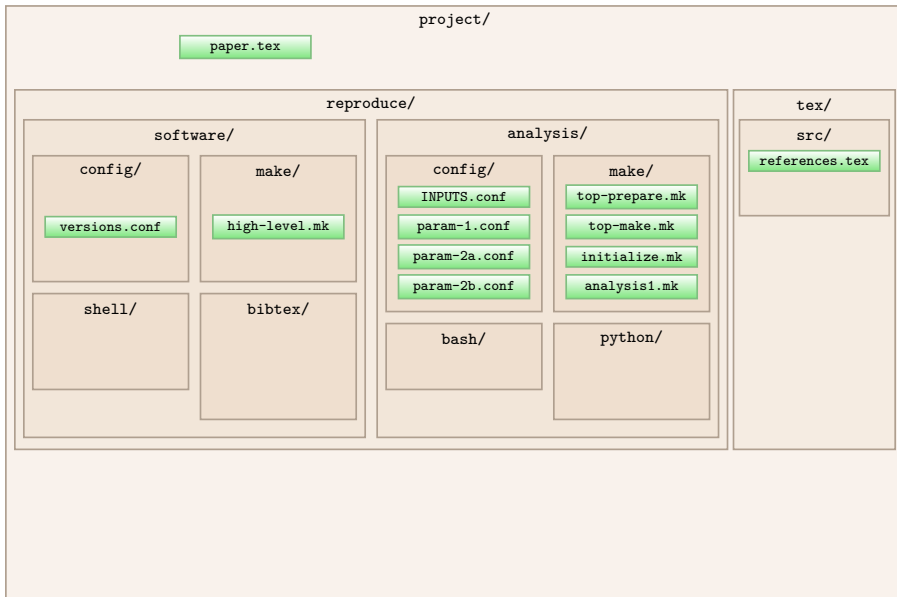 project/
paper.tex
reproduce/
software/
config/
versions.conf
make/
high-level.mk
shell/
bibtex/
analysis/
config/
INPUTS.conf
param-1.conf
param-2a.conf
param-2b.conf
make/
top-prepare.mk
top-make.mk
initialize.mk
analysis1.mk
bash/
python/
tex/
src/
references.tex